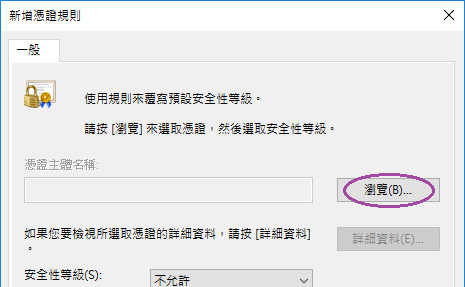 新增憑證規則
一般
使用規則來覆寫預設安全性等級。
請按 [瀏覽] 來選取憑證，然後選取安全性等級。
憑證主體名稱:
瀏覽(B)...
如果您要檢視所選取憑證的詳細資料，請按 [詳細資料]
。
詳細資料(E)...
安全性等級(S):
不允許